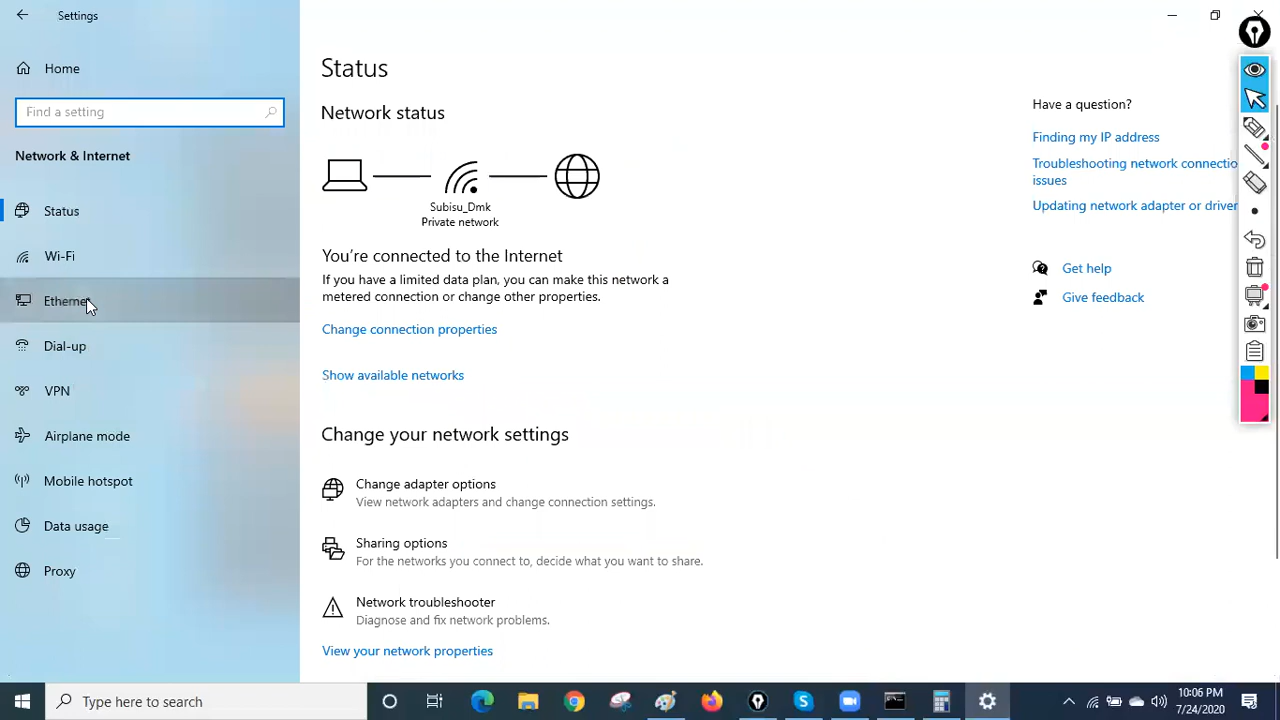 Settings
Home
Find a setting
Network & Internet
Status
Wi-Fi
Ethernet
Dial-up
VPN
Airplane mode
Mobile hotspot
Data usage
Proxy
Status
Network status
Subisu_Dmk
Private network
You're connected to the Internet
If you have a limited data plan, you can make this network a
metered connection or change other properties.
Change connection properties
Show available networks
Change your network settings
Change adapter options
View network adapters and change connection settings.
Sharing options
For the networks you connect to, decide what you want to share.
Network troubleshooter
Diagnose and fix network problems.
View your network properties
Have a question?
Finding my IP address
Troubleshooting network connectio
issues
Updating network adapter or driver
Get help
Give feedback
Type here to search
10:06 PM
7/24/2020